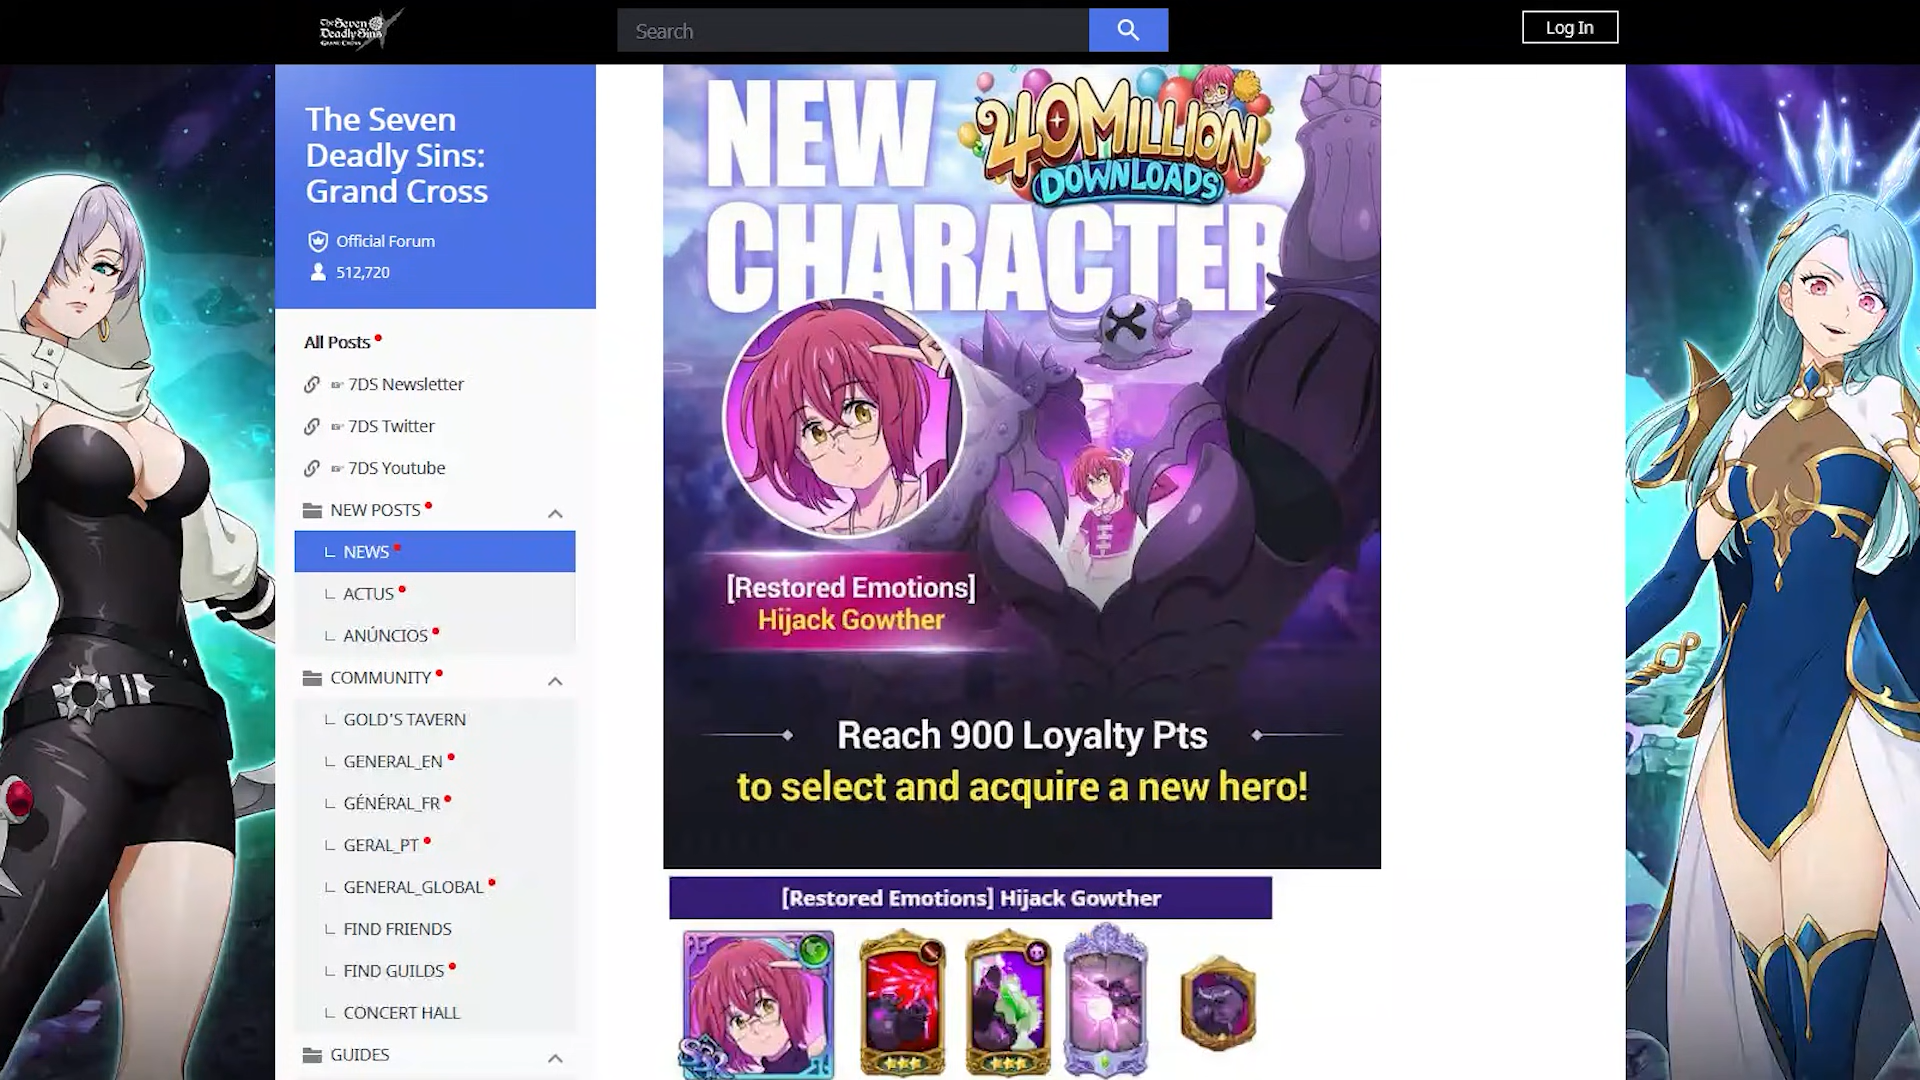 The Seven
Deadly Sins
GRAND CROSS
Search
Log In
The Seven
Deadly Sins:
Grand Cross
Official Forum
512,720
All Posts
7DS Newsletter
7DS Twitter
7DS Youtube
NEW POSTS
NEWS
ACTUS
ANÚNCIOS
COMMUNITY
GOLD'S TAVERN
GENERAL_EN
GÉNÉRAL_FR
GERAL_PT
GENERAL_GLOBAL
FIND FRIENDS
FIND GUILDS
CONCERT HALL
GUIDES
NEW
CHARACTER
40MILLION
DOWNLOADS
[Restored Emotions]
Hijack Gowther
Reach 900 Loyalty Pts
to select and acquire a new hero!
[Restored Emotions] Hijack Gowther
SSR